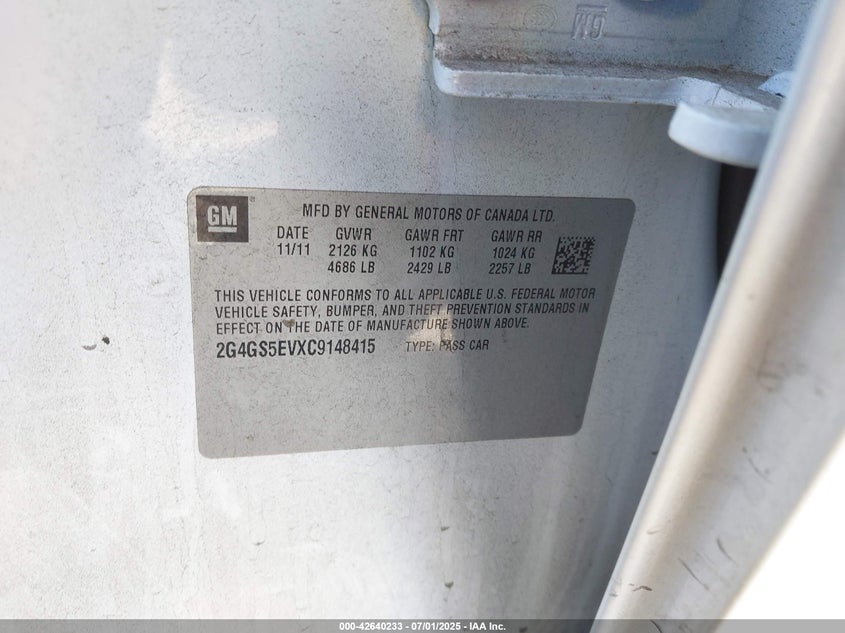 GM
GM
MFD BY GENERAL MOTORS OF CANADA LTD.
DATE GVWR GAWR FRT GAWR RR
11/11 2126 KG 1102 KG 1024 KG
4686 LB 2429 LB 2257 LB
THIS VEHICLE CONFORMS TO ALL APPLICABLE U.S. FEDERAL MOTOR
VEHICLE SAFETY, BUMPER, AND THEFT PREVENTION STANDARDS IN
EFFECT ON THE DATE OF MANUFACTURE SHOWN ABOVE.
2G4GS5EVXC9148415 TYPE: PASS CAR
000-42640233 - 07/01/2025 - IAA Inc.